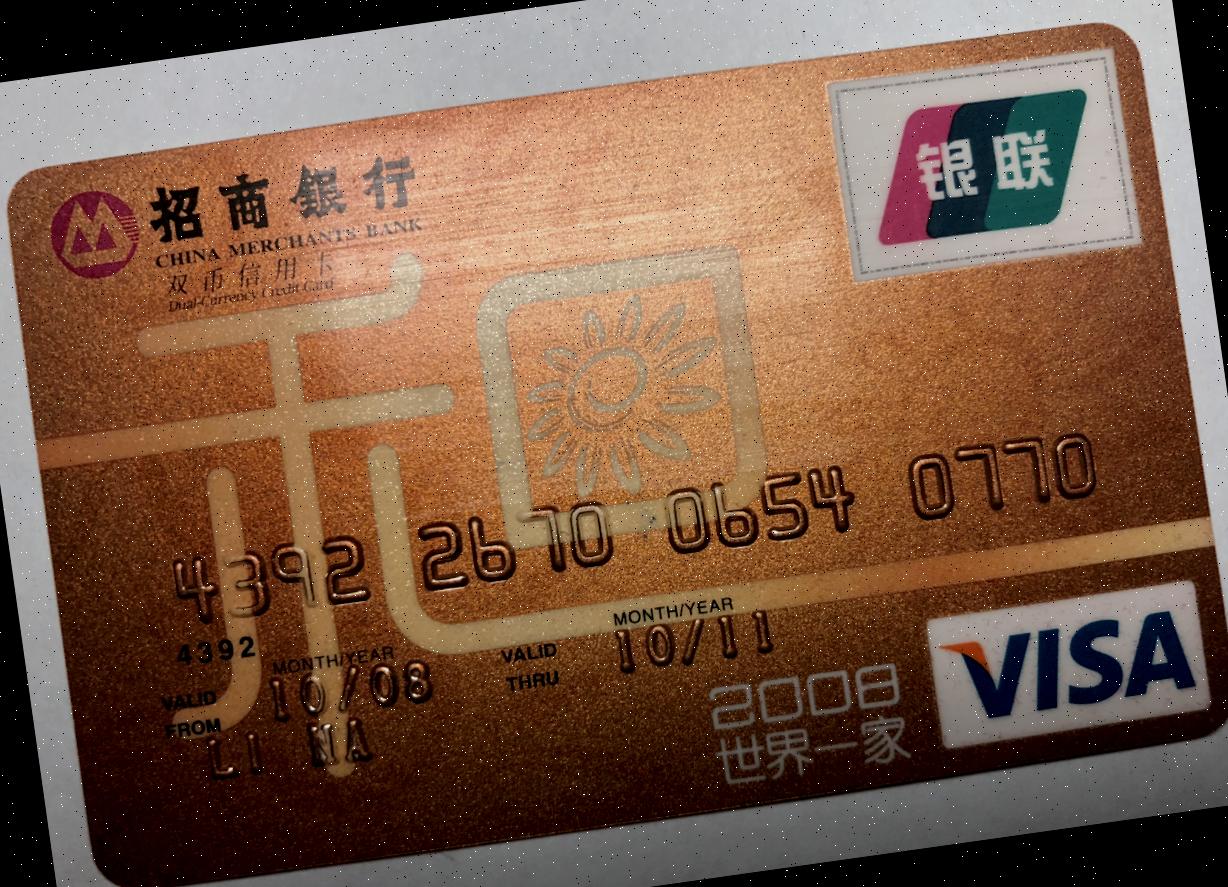 招商銀行
CHINA MERCHANTS BANK
双币信用卡
Dual-Currency Credit Card
银联
4392 2670 0654 0770
4392
MONTH/YEAR
VALID FROM 10/08
MONTH/YEAR
VALID THRU 10/11
LI NA
2008
世界一家
VISA